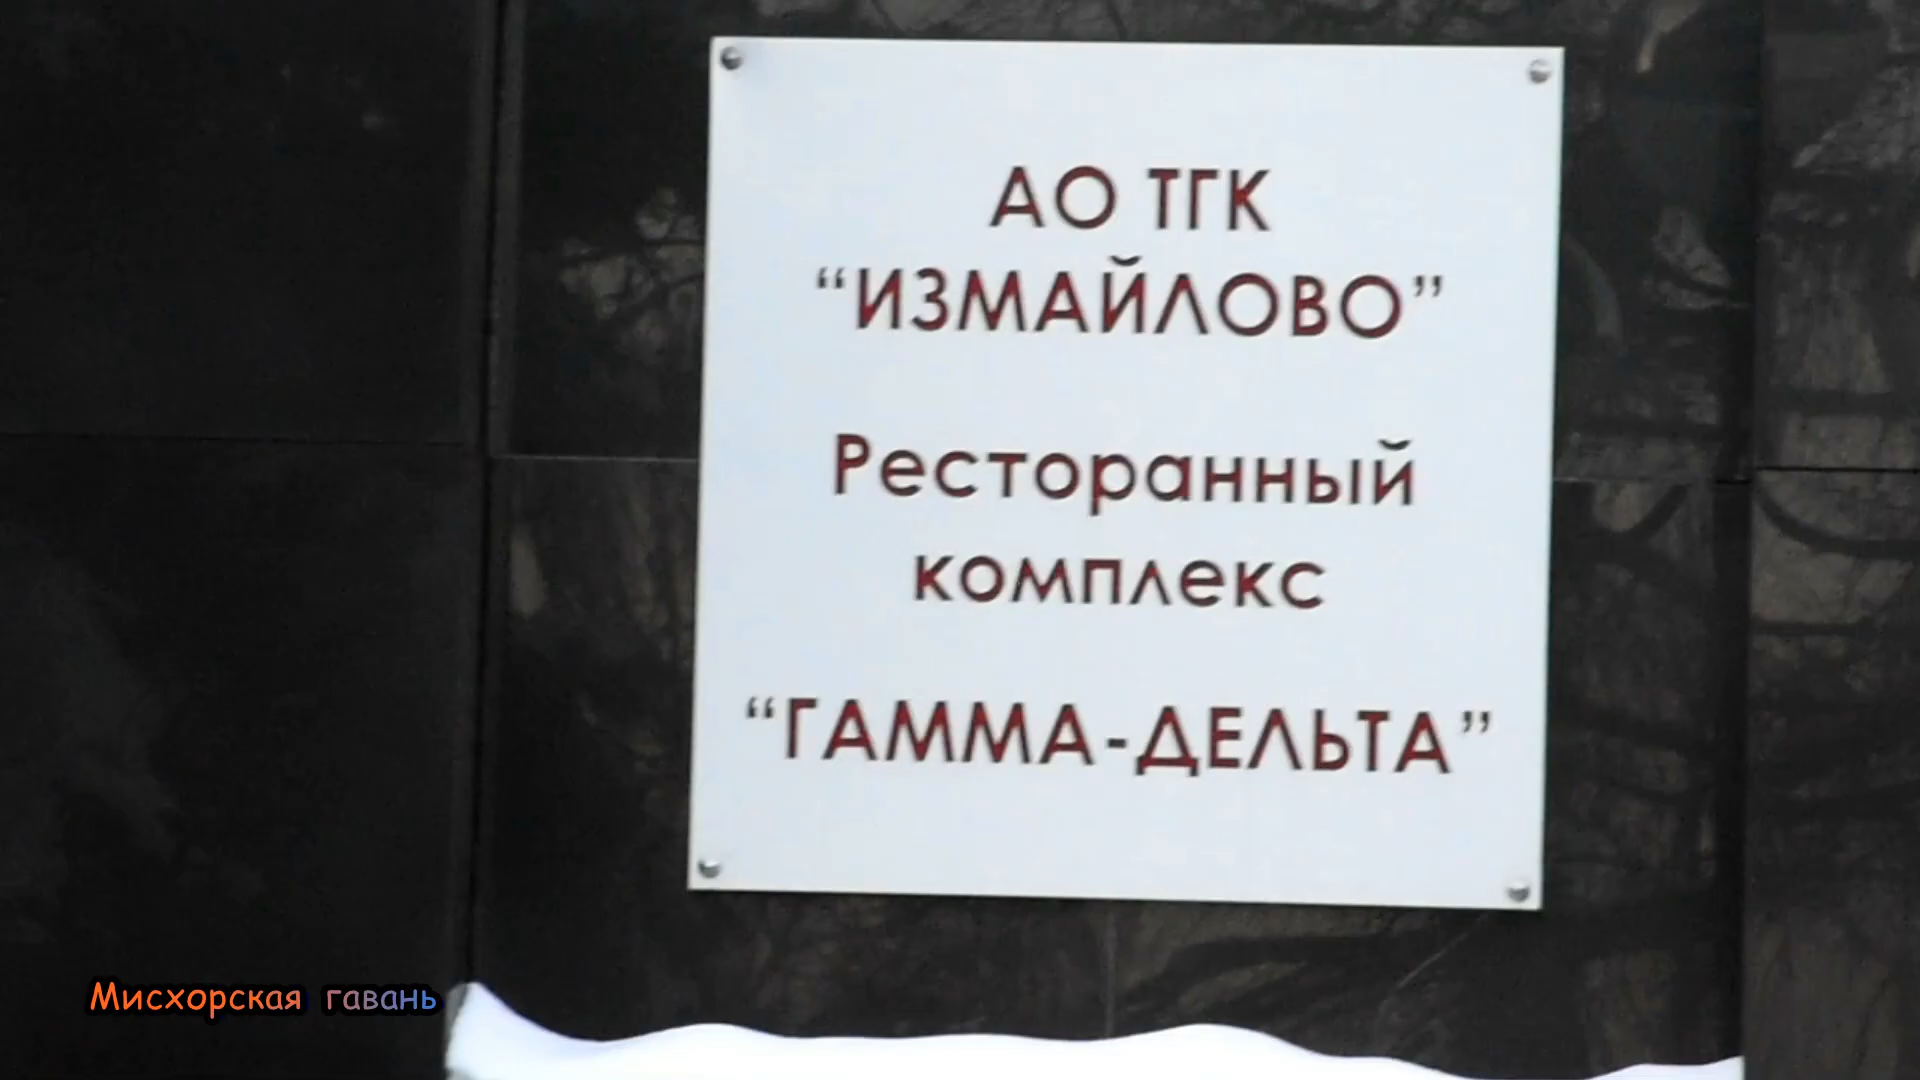 АО ТГК
“ИЗМАЙЛОВО”
Ресторанный
комплекс
“ГАММА-ДЕЛЬТА”
Мисхорская гавань